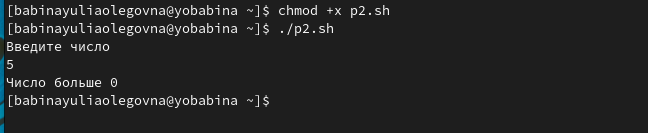 [babinayuliaolegovna@yobabina ~]$ chmod +x p2.sh
[babinayuliaolegovna@yobabina ~]$ ./p2.sh
Введите число
5
Число больше 0
[babinayuliaolegovna@yobabina ~]$